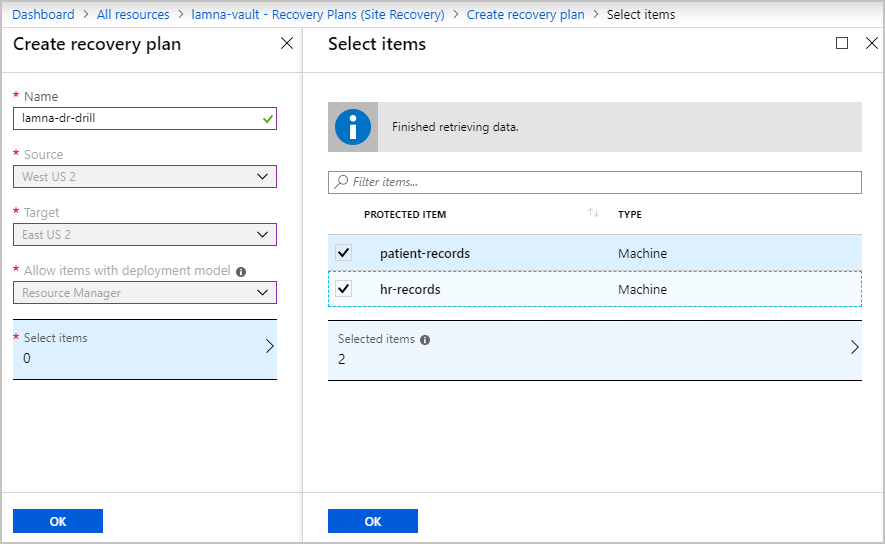 Dashboard > All resources > lamna-vault - Recovery Plans (Site Recovery) > Create recovery plan > Select items
Create recovery plan
* Name
lamna-dr-drill
* Source
West US 2
* Target
East US 2
* Allow items with deployment model
Resource Manager
* Select items
0
OK
Select items
Finished retrieving data.
Filter items...
PROTECTED ITEM TYPE
patient-records Machine
hr-records Machine
Selected items
2
OK